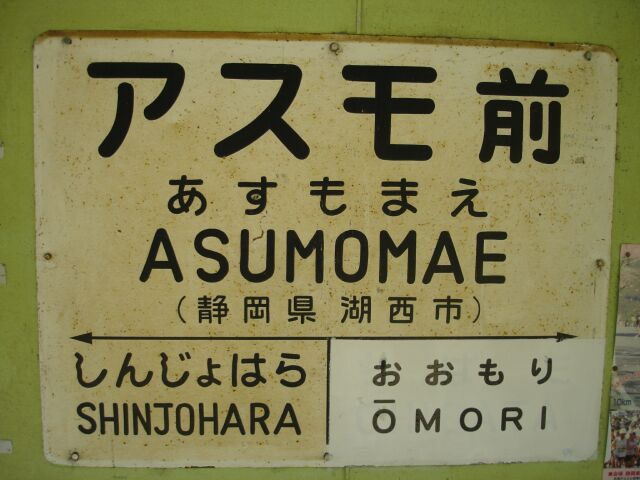 アスモ前
あすもまえ
ASUMOMAE
(静岡県 湖西市)
しんじょはら おおもり
SHINJOHARA ŌMORI
10km